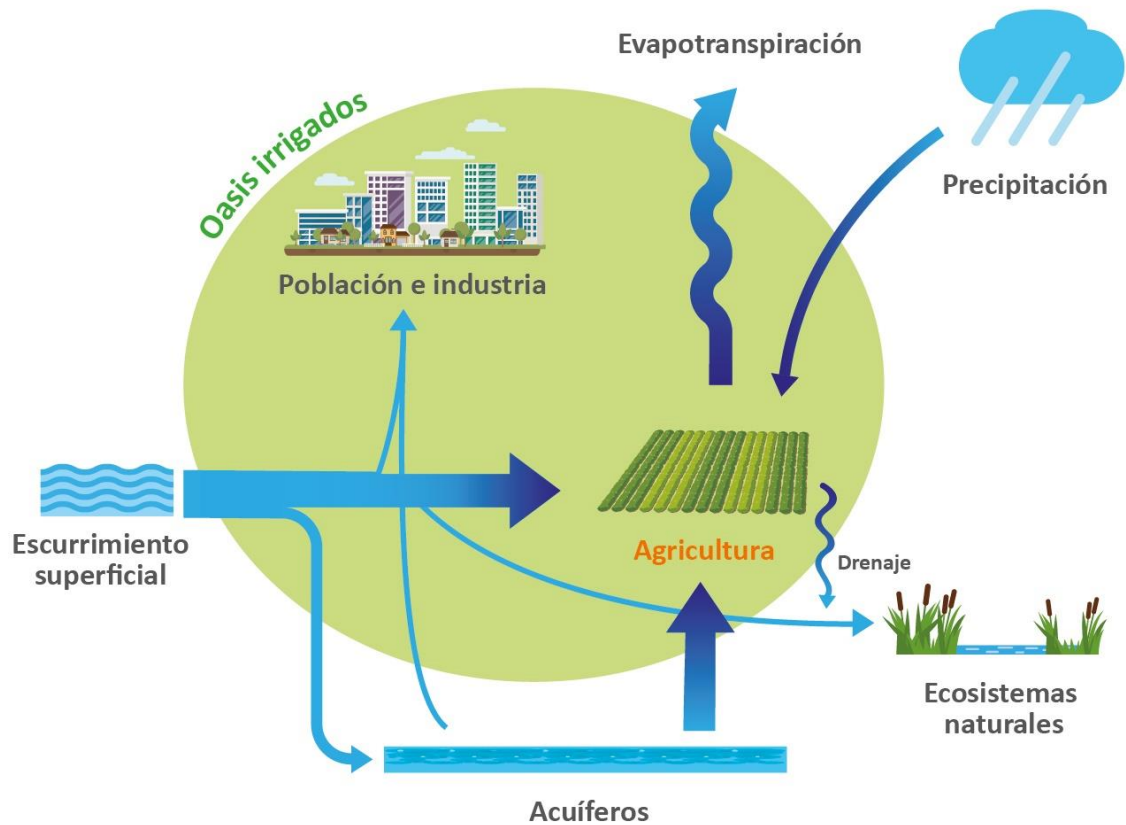 Evapotranspiración
Oasis irrigados
Precipitación
Población e industria
Escurrimiento
superficial
Agricultura
Drenaje
Ecosistemas
naturales
Acuíferos